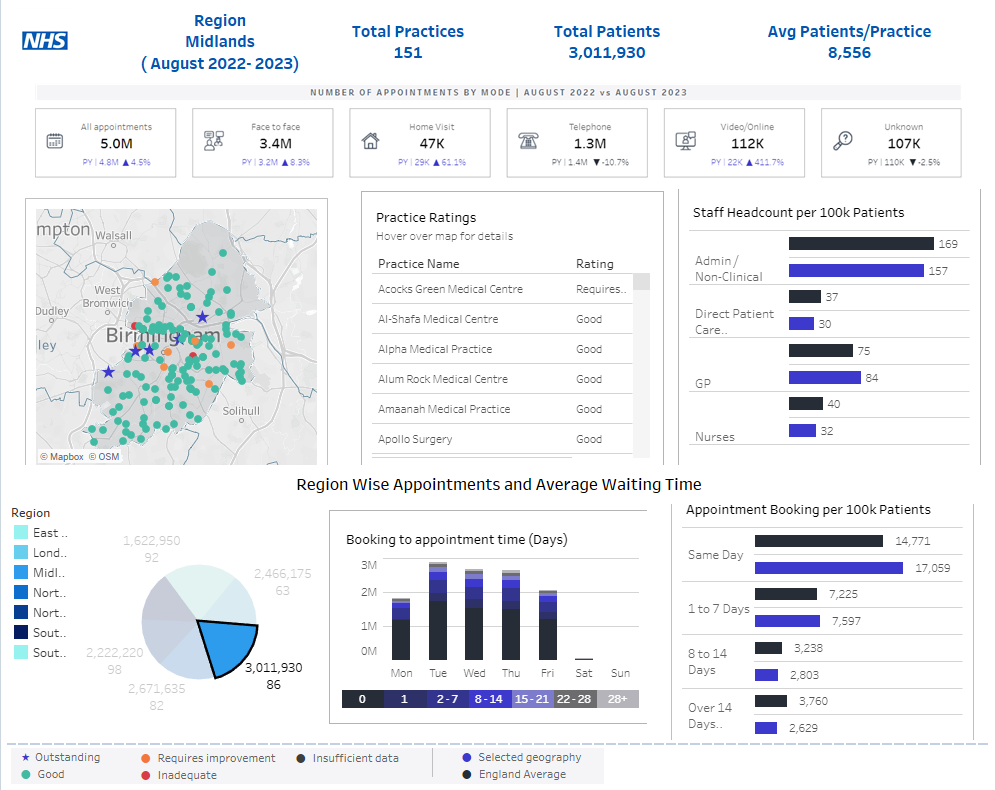 NHS
Region
Midlands
( August 2022- 2023)
Total Practices
151
Total Patients
3,011,930
Avg Patients/Practice
8,556
NUMBER OF APPOINTMENTS BY MODE | AUGUST 2022 vs AUGUST 2023
All appointments
5.0M
PY | 4.8M ▲ 4.5%
Face to face
3.4M
PY | 3.2M ▲ 8.3%
Home Visit
47K
PY | 29K ▲ 61.1%
Telephone
1.3M
PY | 1.4M ▼ -10.7%
Video/Online
112K
PY | 22K ▲ 411.7%
Unknown
107K
PY | 110K ▼ -2.5%
mpton
Walsall
West
Bromwic
Dudley
Birmingham
ley
Solihull
© Mapbox © OSM
Practice Ratings
Hover over map for details
Practice Name Rating
Acocks Green Medical Centre Requires..
Al-Shafa Medical Centre Good
Alpha Medical Practice Good
Alum Rock Medical Centre Good
Amaanah Medical Practice Good
Apollo Surgery Good
Staff Headcount per 100k Patients
Admin /
Non-Clinical
169
157
Direct Patient
Care..
37
30
GP
75
84
Nurses
40
32
Region Wise Appointments and Average Waiting Time
Region
East ..
Lond..
Midl..
Nort..
Nort..
Sout..
Sout..
1,622,950
92
2,466,175
63
3,011,930
86
2,671,635
82
2,222,220
98
Booking to appointment time (Days)
3M
2M
1M
0M
Mon Tue Wed Thu Fri Sat Sun
0 1 2 - 7 8 - 14 15 - 21 22 - 28 28+
Appointment Booking per 100k Patients
Same Day
14,771
17,059
1 to 7 Days
7,225
7,597
8 to 14
Days
3,238
2,803
Over 14
Days..
3,760
2,629
Outstanding
Good
Requires improvement
Inadequate
Insufficient data
Selected geography
England Average